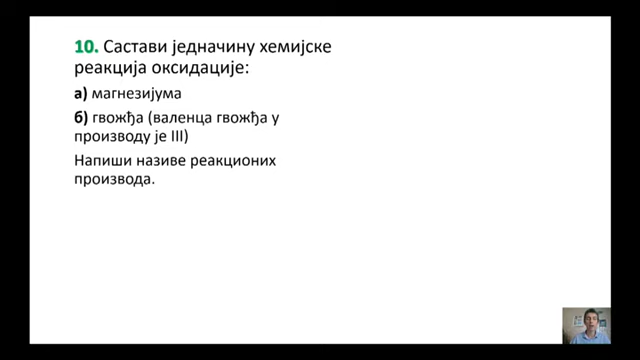 10. Састави једначину хемијске
реакција оксидације:
а) магнезијума
б) гвожђа (валенца гвожђа у
производу је III)
Напиши називе реакционих
производа.